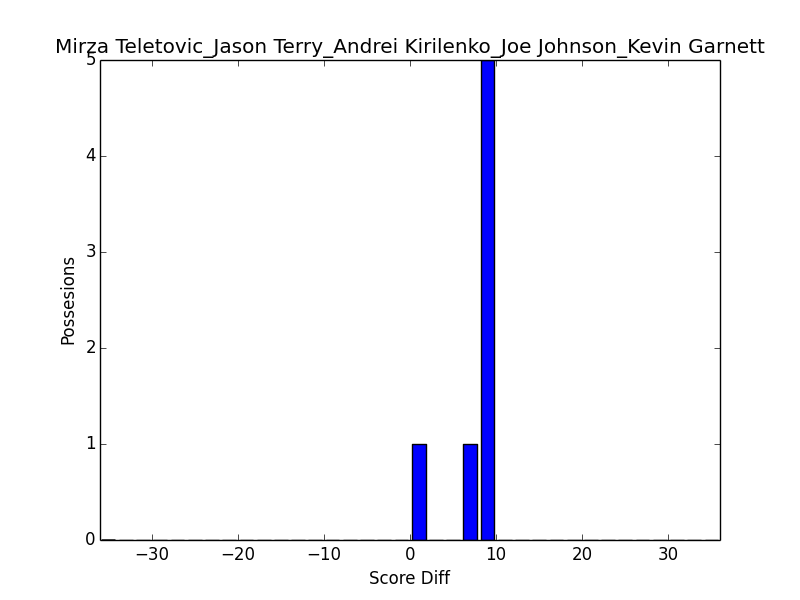 Mirza Teletovic_Jason Terry_Andrei Kirilenko_Joe Johnson_Kevin Garnett
5
4
3
2
1
0
Possesions
−30 −20 −10 0 10 20 30
Score Diff